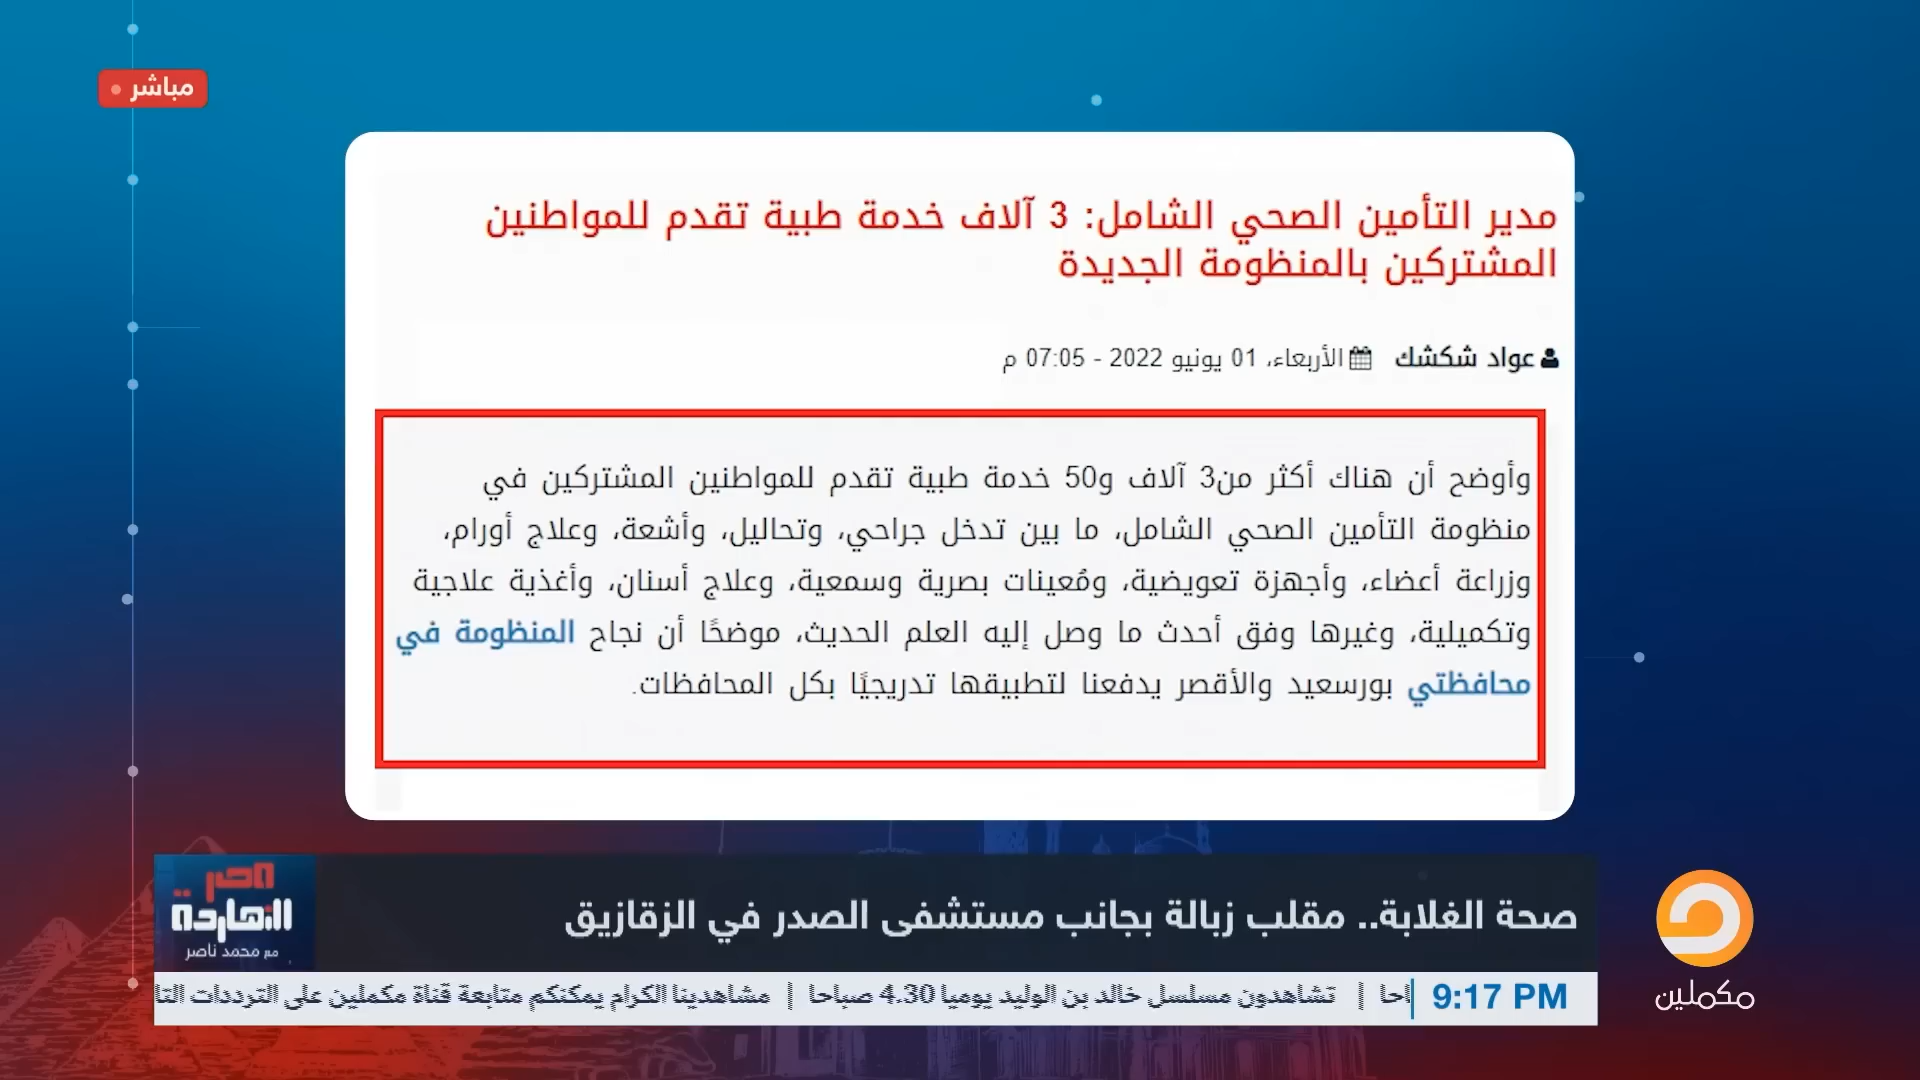 مباشر
مدير التأمين الصحي الشامل: 3 آلاف خدمة طبية تقدم للمواطنين
المشتركين بالمنظومة الجديدة
عواد شكشك الأربعاء، 01 يونيو 2022 - 07:05 م
وأوضح أن هناك أكثر من3 آلاف و50 خدمة طبية تقدم للمواطنين المشتركين في
منظومة التأمين الصحي الشامل، ما بين تدخل جراحي، وتحاليل، وأشعة، وعلاج أورام،
وزراعة أعضاء، وأجهزة تعويضية، ومُعينات بصرية وسمعية، وعلاج أسنان، وأغذية علاجية
وتكميلية، وغيرها وفق أحدث ما وصل إليه العلم الحديث، موضحًا أن نجاح المنظومة في
محافظتي بورسعيد والأقصر يدفعنا لتطبيقها تدريجيًا بكل المحافظات.
صحة الغلابة.. مقلب زبالة بجانب مستشفى الصدر في الزقازيق
مصر
النهاردة
مع محمد ناصر
9:17 PM
احا | تشاهدون مسلسل خالد بن الوليد يوميا 4.30 صباحا | مشاهدينا الكرام يمكنكم متابعة قناة مكملين على الترددات التا
مكملين